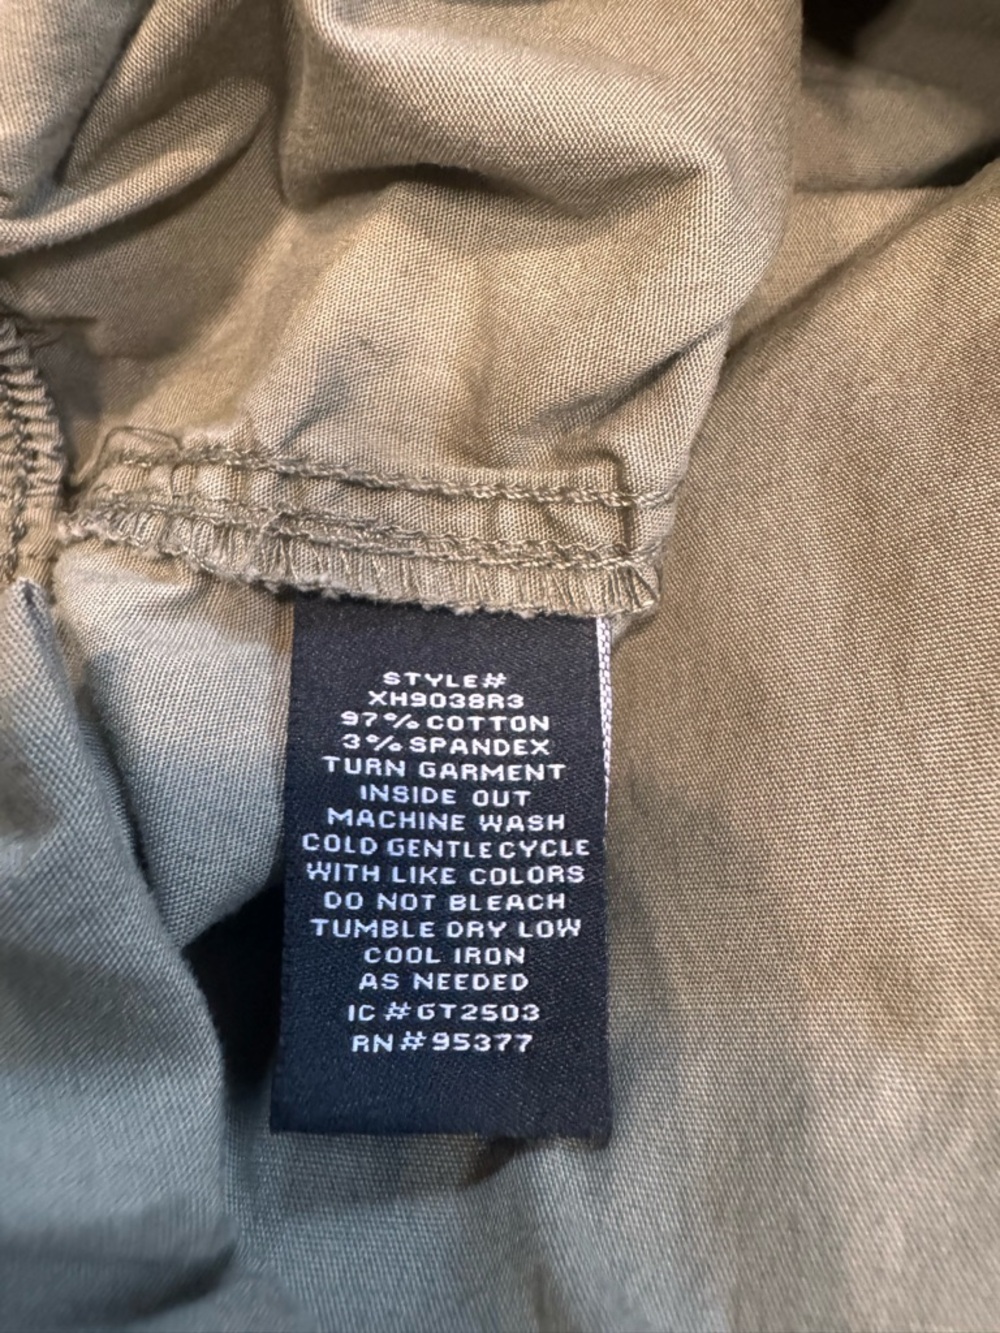 STYLE#
XH9038R3
97% COTTON
3% SPANDEX
TURN GARMENT
INSIDE OUT
MACHINE WASH
COLD GENTLE CYCLE
WITH LIKE COLORS
DO NOT BLEACH
TUMBLE DRY LOW
COOL IRON
AS NEEDED
IC #GT2503
RN #95377